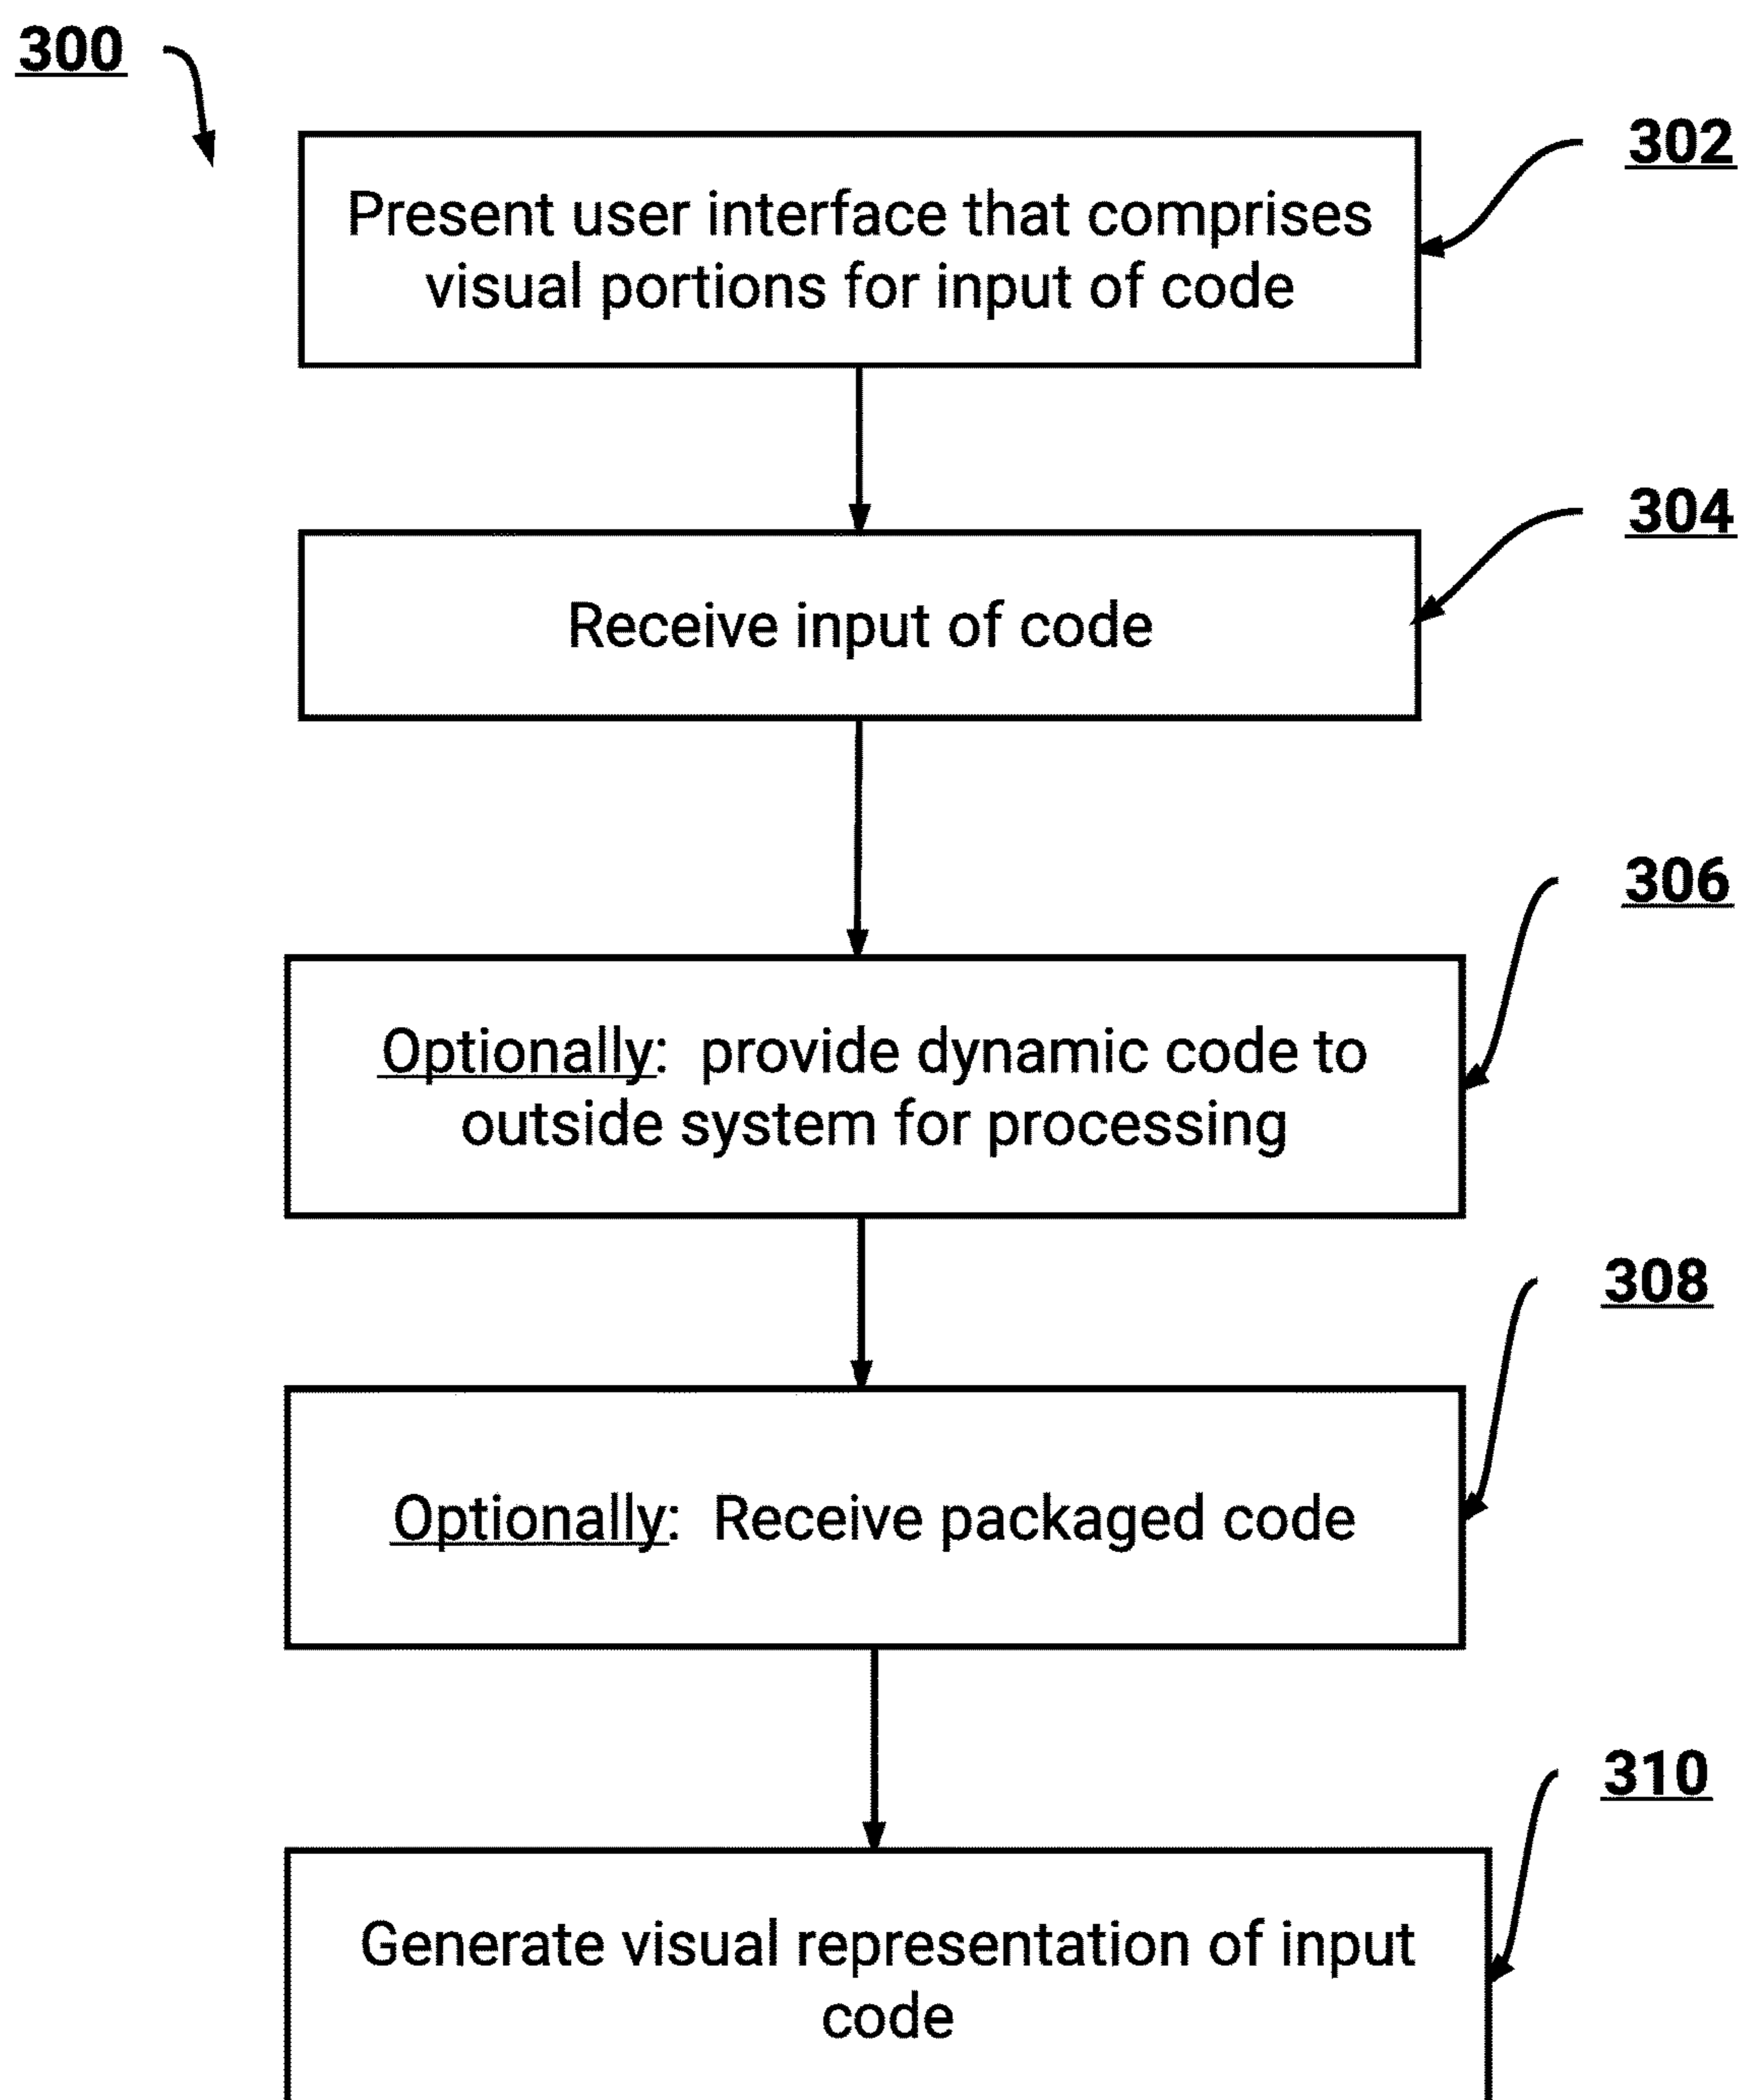 300
302
Present user interface that comprises
visual portions for input of code
304
Receive input of code
306
Optionally: provide dynamic code to
outside system for processing
308
Optionally: Receive packaged code
310
Generate visual representation of input
code